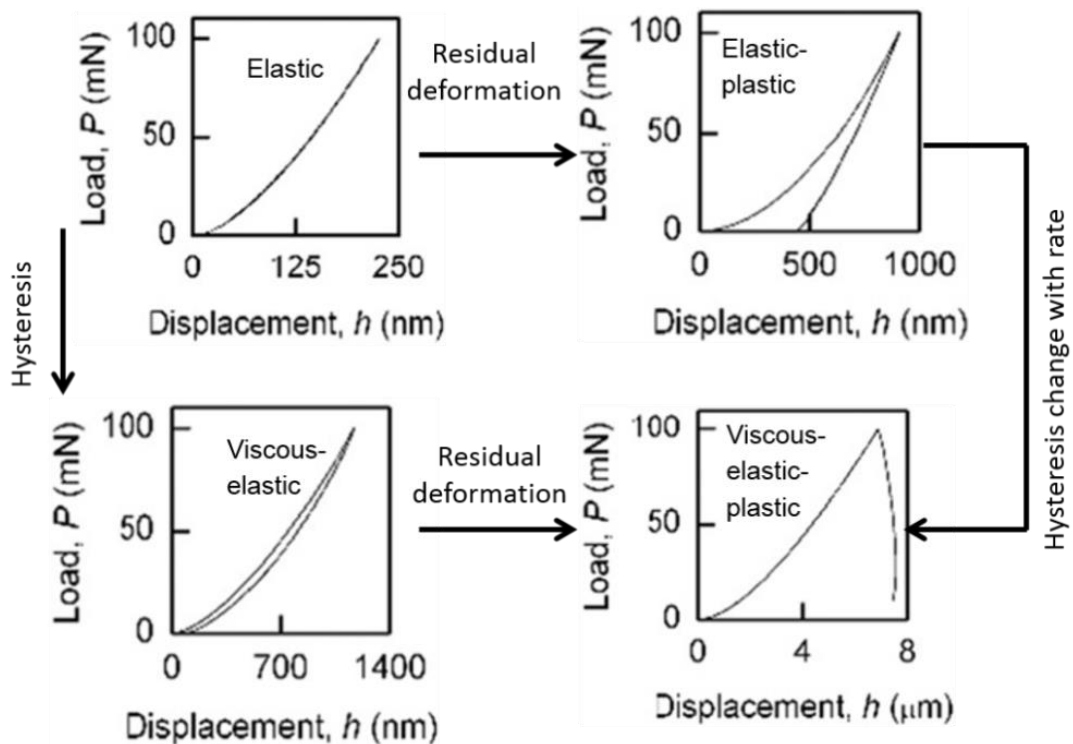 Load, P (mN)
100
50
0
Elastic
0 125 250
Displacement, h (nm)
Residual
deformation
Load, P (mN)
100
50
0
Elastic-
plastic
0 500 1000
Displacement, h (nm)
Hysteresis
Hysteresis change with rate
Load, P (mN)
100
50
0
Viscous-
elastic
0 700 1400
Displacement, h (nm)
Residual
deformation
Load, P (mN)
100
50
0
Viscous-
elastic-
plastic
0 4 8
Displacement, h (μm)